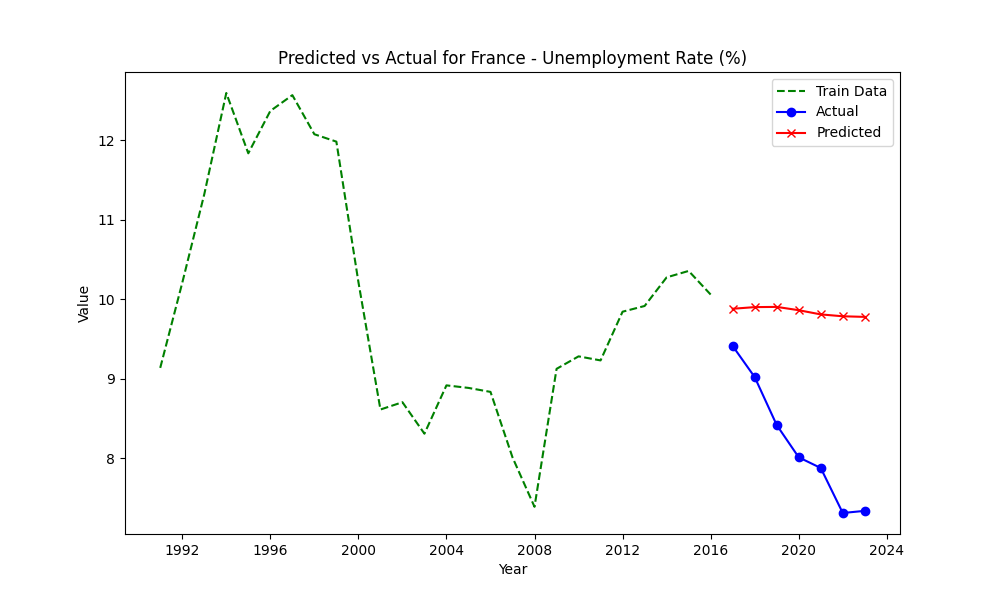 Predicted vs Actual for France - Unemployment Rate (%)
Train Data
Actual
Predicted
Value
12
11
10
9
8
1992
1996
2000
2004
2008
2012
2016
2020
2024
Year